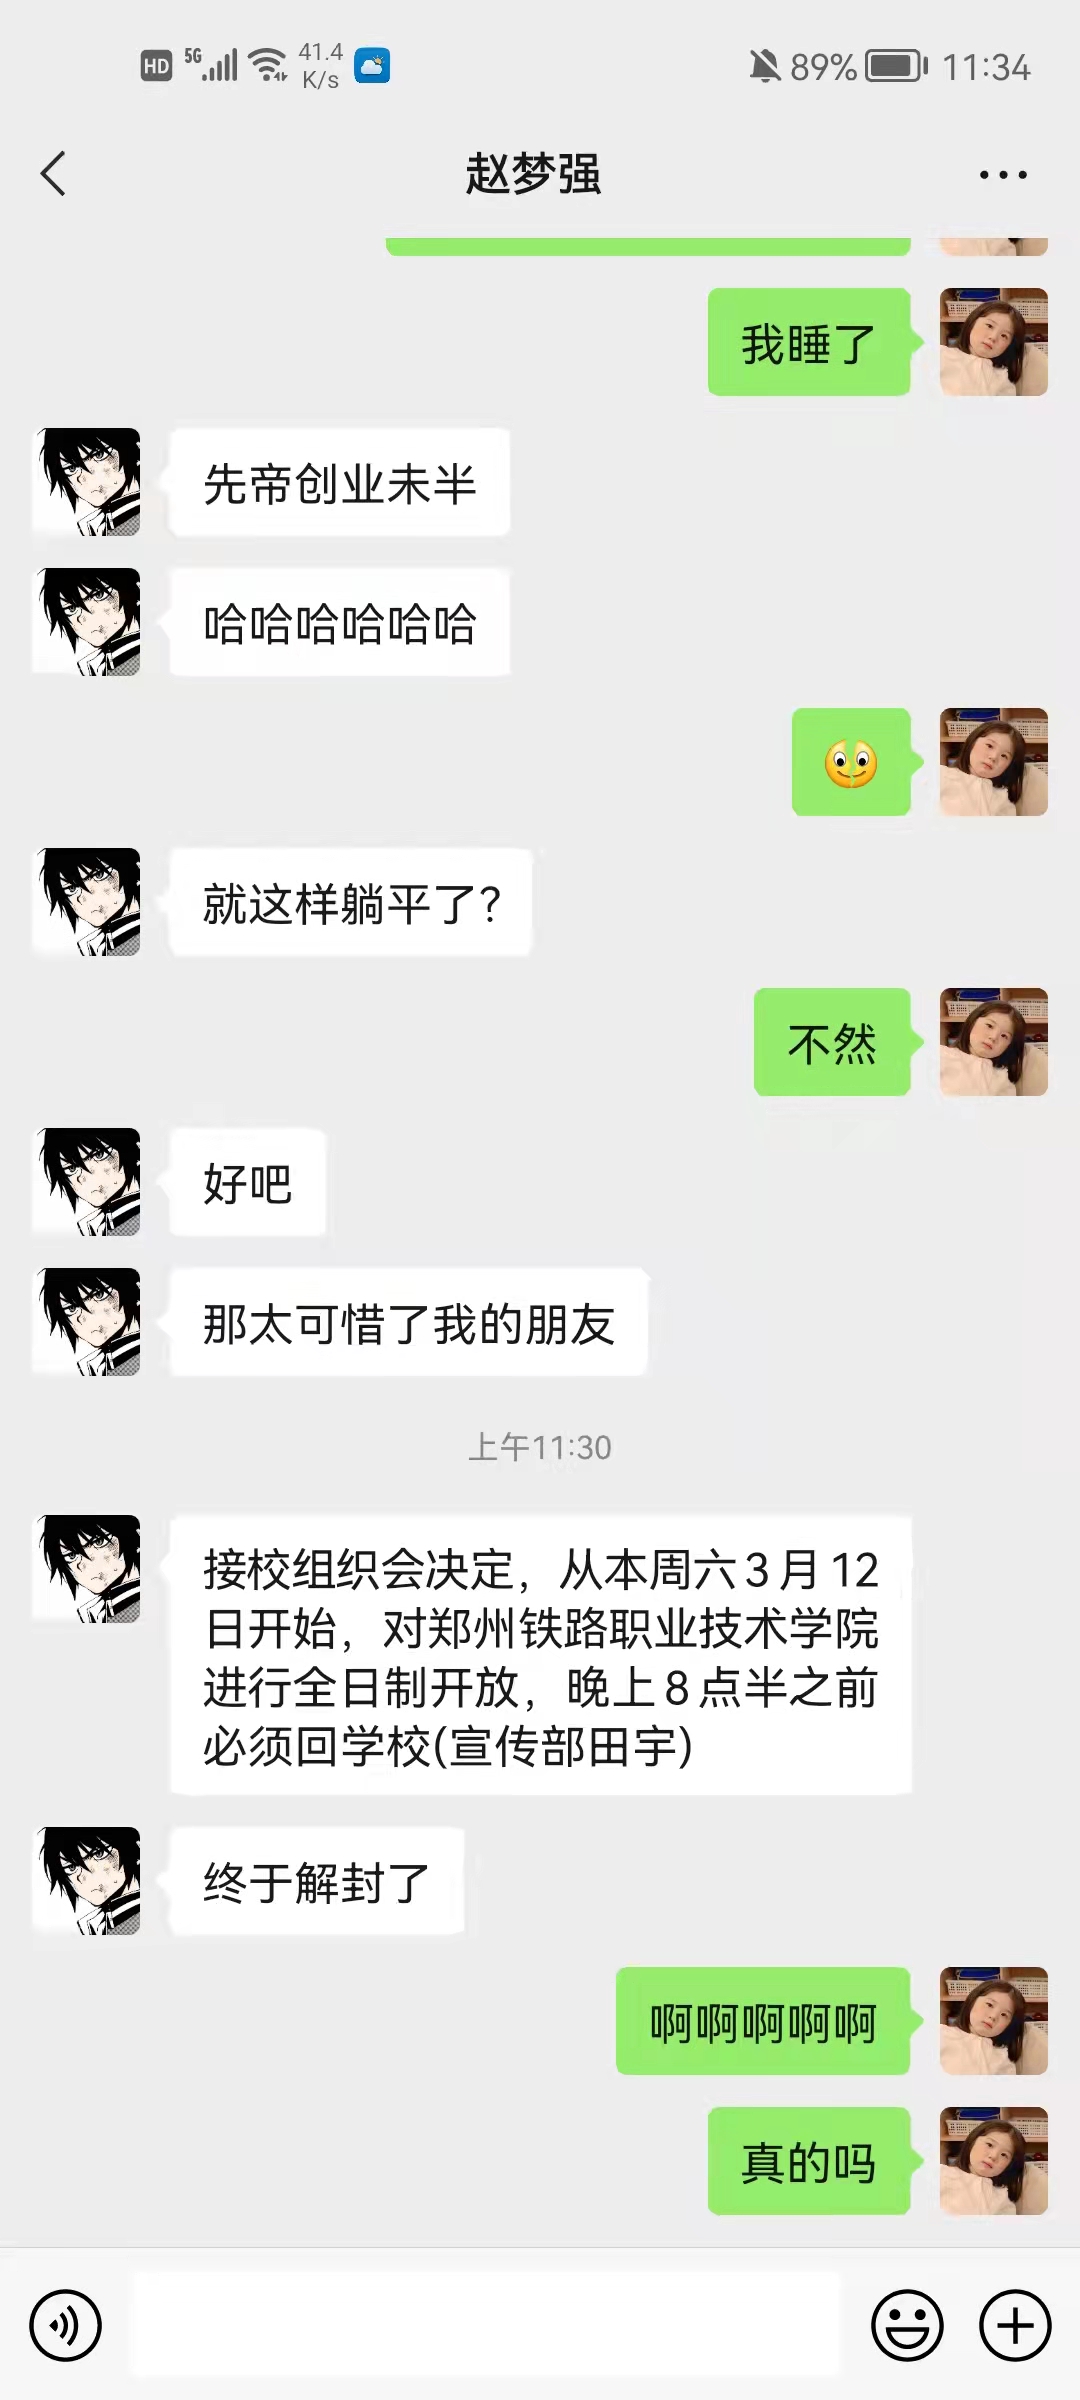 HD 5G 41.4 K/s 89% 11:34
赵梦强
我睡了
先帝创业未半
哈哈哈哈哈哈
就这样躺平了?
不然
好吧
那太可惜了我的朋友
上午11:30
接校组织会决定，从本周六3月12
日开始，对郑州铁路职业技术学院
进行全日制开放，晚上8点半之前
必须回学校(宣传部田宇)
终于解封了
啊啊啊啊啊
真的吗